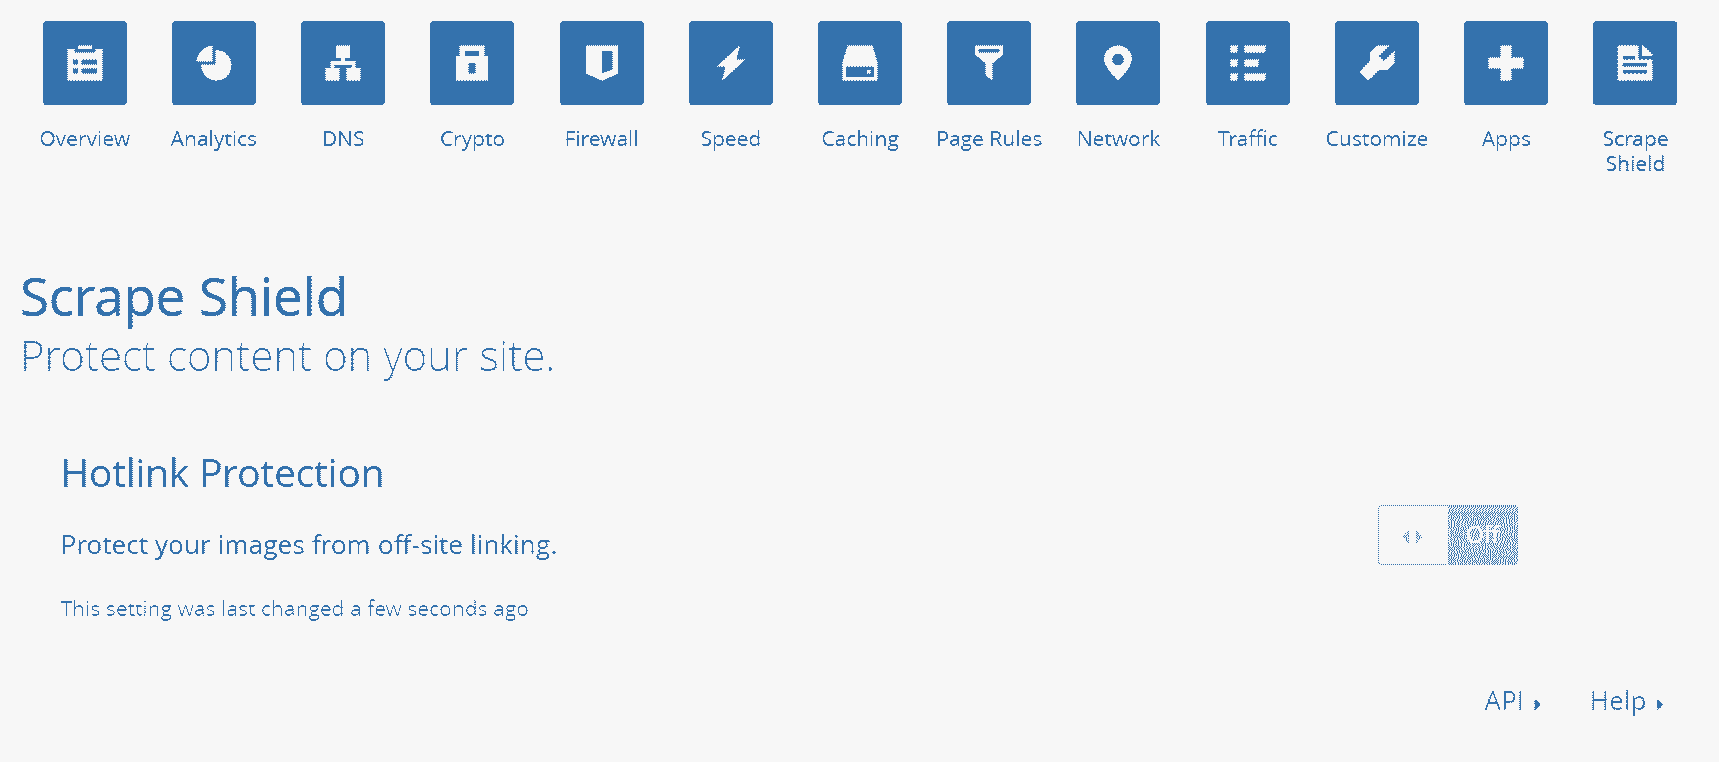 Overview Analytics DNS Crypto Firewall Speed Caching Page Rules Network Traffic Customize Apps Scrape
Shield
Scrape Shield
Protect content on your site.
Hotlink Protection
Off
Protect your images from off-site linking.
This setting was last changed a few seconds ago
API Help